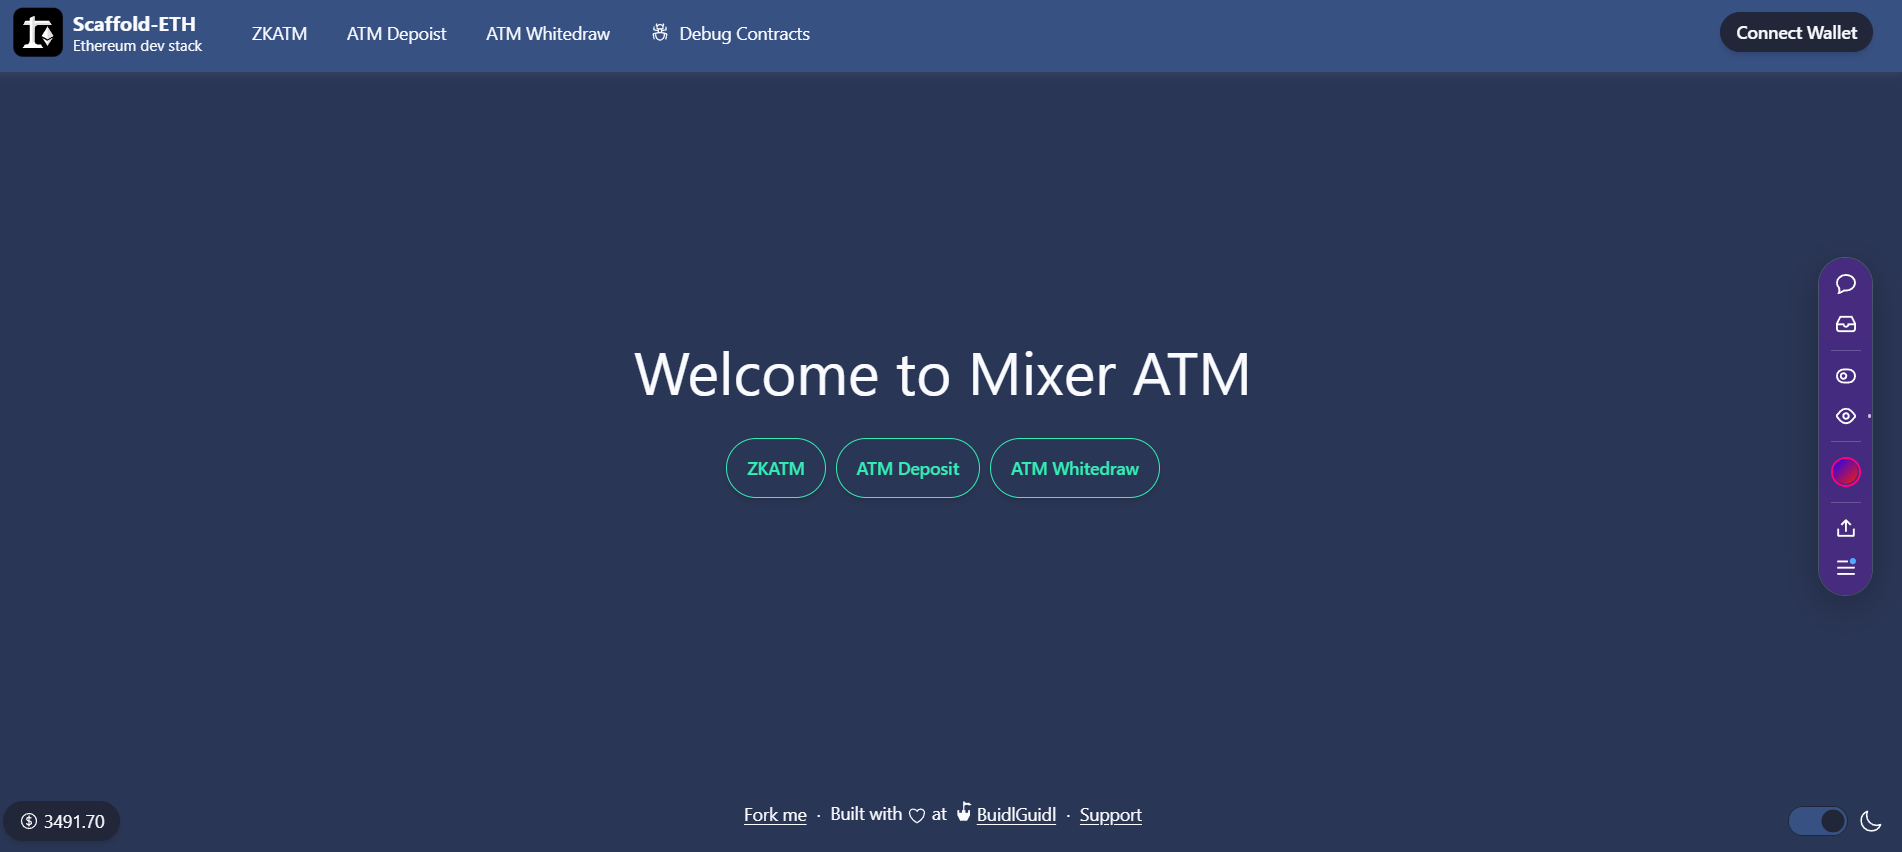 Scaffold-ETH
Ethereum dev stack
ZKATM
ATM Depoist
ATM Whitedraw
Debug Contracts
Connect Wallet
Welcome to Mixer ATM
ZKATM
ATM Deposit
ATM Whitedraw
3491.70
Fork me · Built with at BuidlGuidl · Support